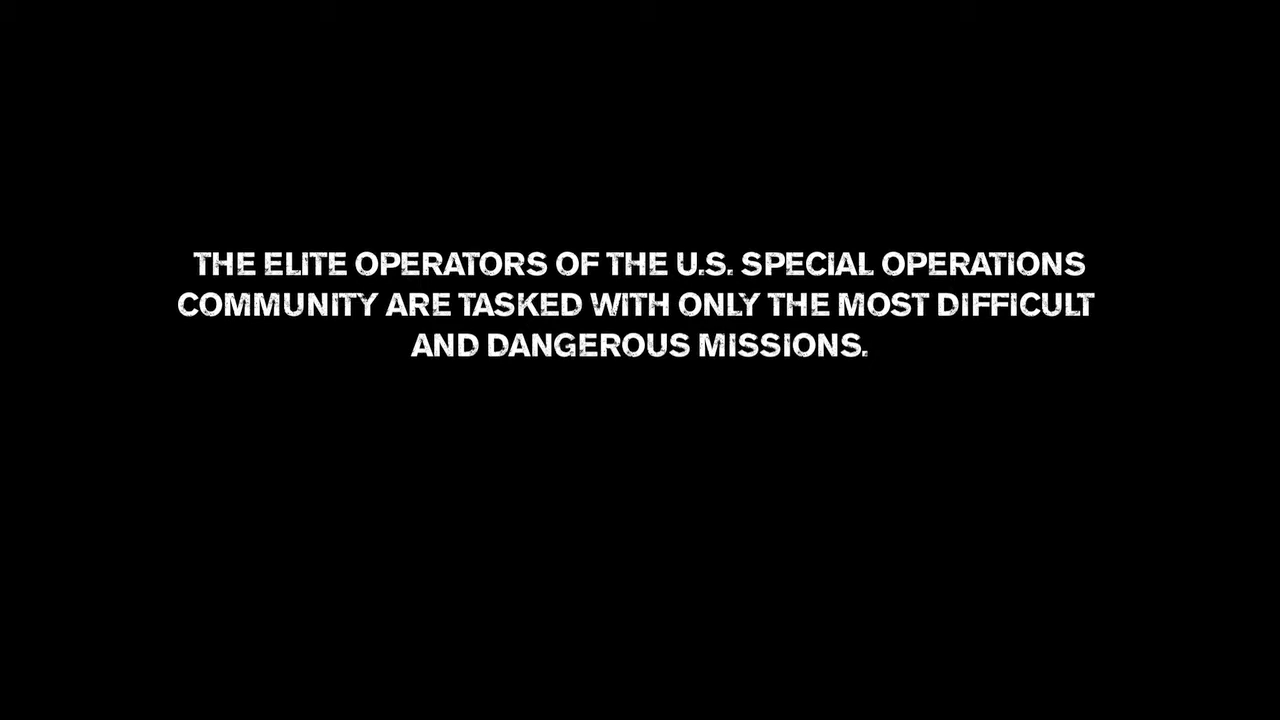 THE ELITE OPERATORS OF THE U.S. SPECIAL OPERATIONS
COMMUNITY ARE TASKED WITH ONLY THE MOST DIFFICULT
AND DANGEROUS MISSIONS.